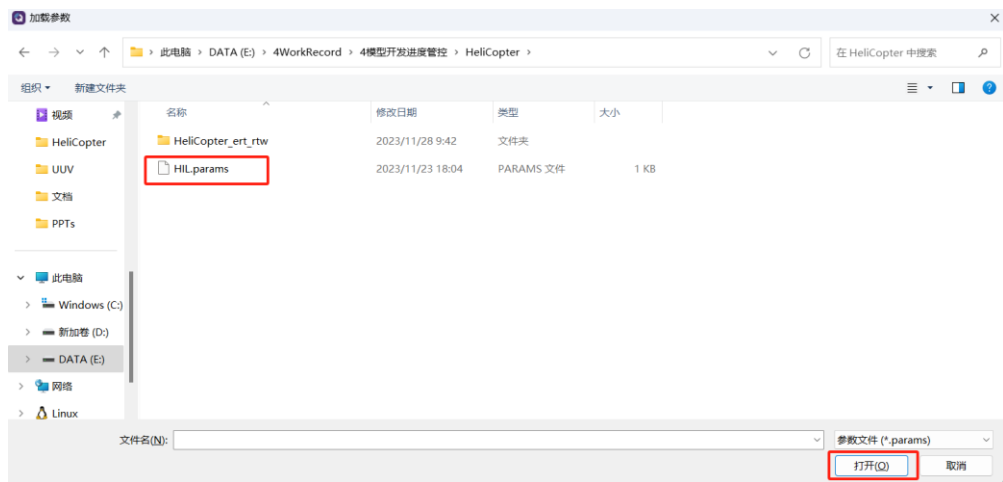 加载参数
此电脑 > DATA (E:) > 4WorkRecord > 4模型开发进度管控 > HeliCopter >
在 HeliCopter 中搜索
组织 新建文件夹
名称 修改日期 类型 大小
视频
HeliCopter
UUV
文档
PPTs
此电脑
Windows (C:)
新加卷 (D:)
DATA (E:)
网络
Linux
HeliCopter_ert_rtw 2023/11/28 9:42 文件夹
HIL.params 2023/11/23 18:04 PARAMS 文件 1 KB
文件名(N):
参数文件 (*.params)
打开(O) 取消